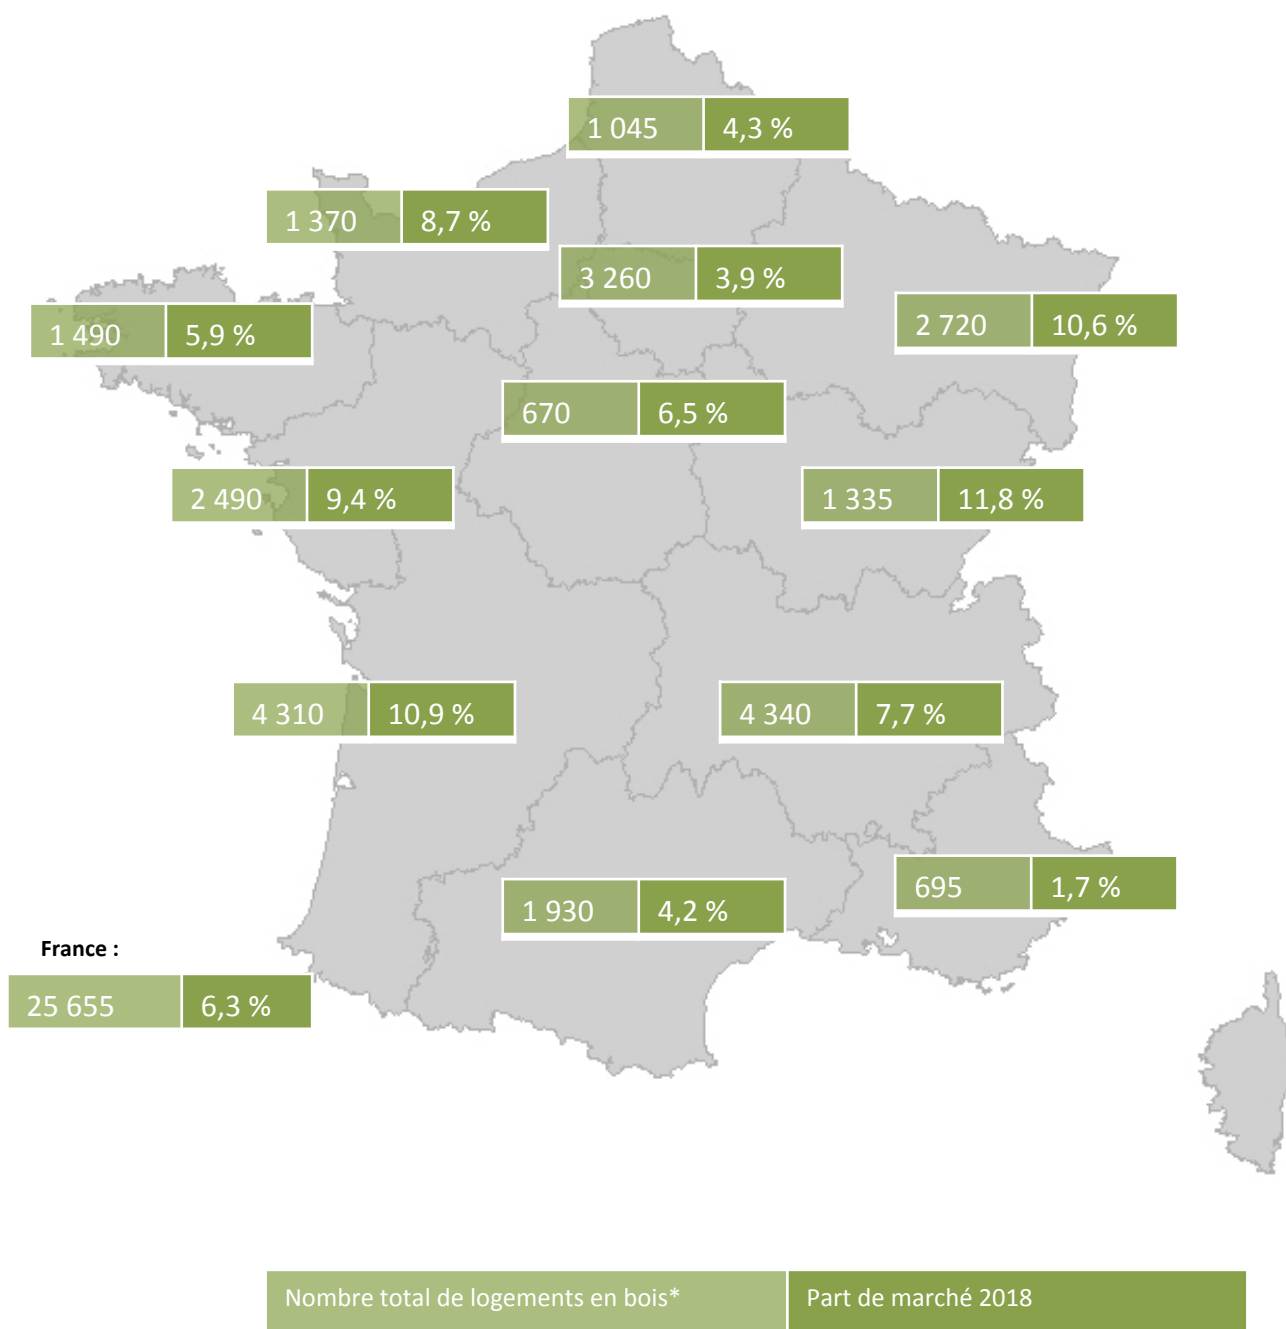 1 045 4,3 %
1 370 8,7 %
3 260 3,9 %
1 490 5,9 %
2 720 10,6 %
670 6,5 %
2 490 9,4 %
1 335 11,8 %
4 310 10,9 %
4 340 7,7 %
695 1,7 %
1 930 4,2 %
France :
25 655 6,3 %
Nombre total de logements en bois* Part de marché 2018